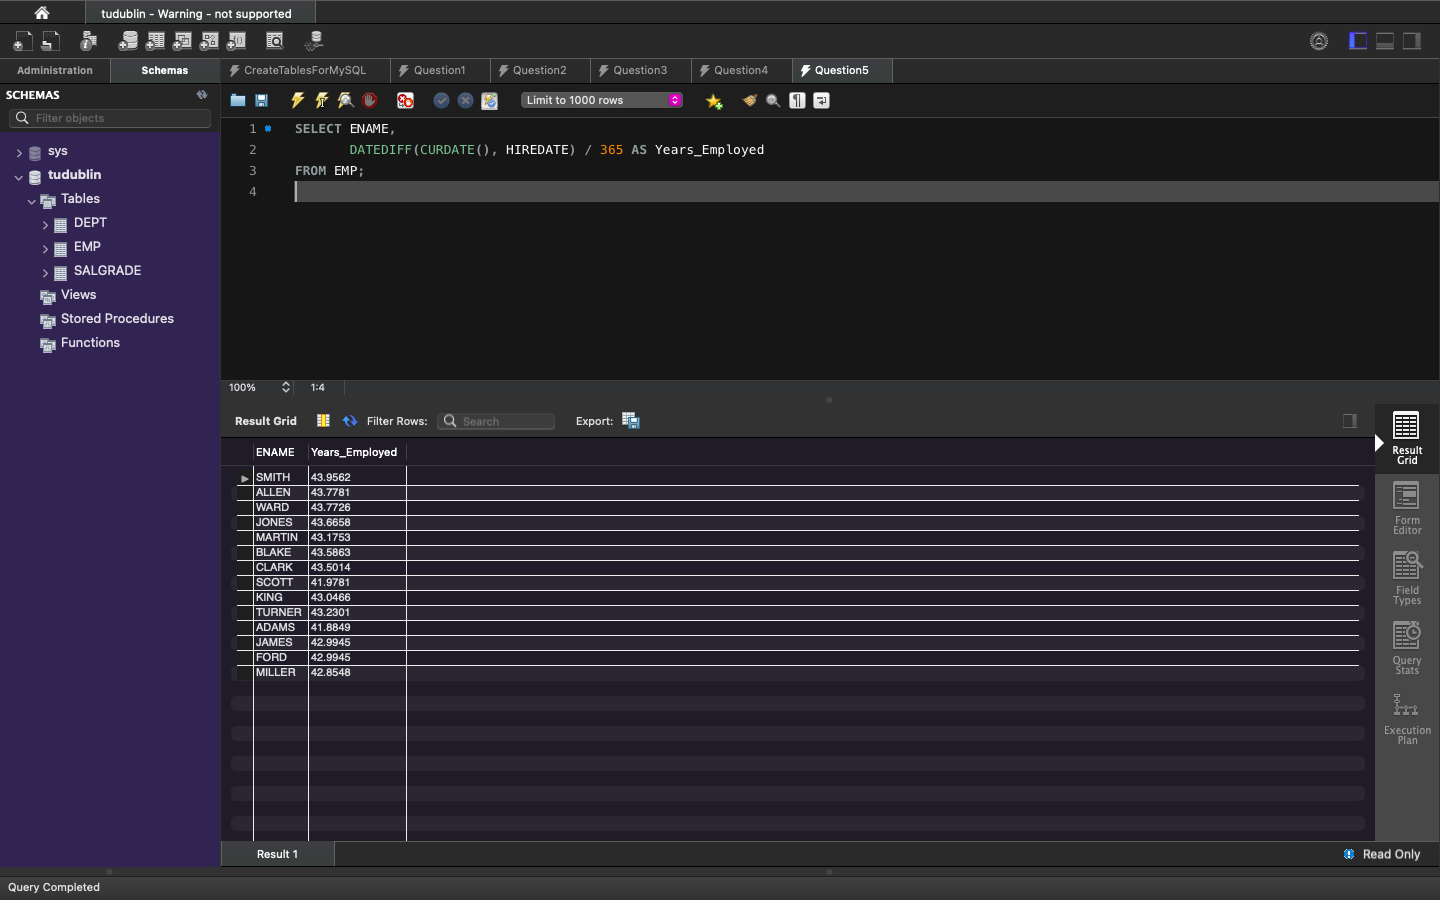 tudublin - Warning - not supported
Administration
Schemas
CreateTablesForMySQL
Question1
Question2
Question3
Question4
Question5
SCHEMAS
Filter objects
sys
tudublin
Tables
DEPT
EMP
SALGRADE
Views
Stored Procedures
Functions
Limit to 1000 rows
1 SELECT ENAME,
2 DATEDIFF(CURDATE(), HIREDATE) / 365 AS Years_Employed
3 FROM EMP;
4
100% 1:4
Result Grid Filter Rows: Search Export:
ENAME Years_Employed
SMITH 43.9562
ALLEN 43.7781
WARD 43.7726
JONES 43.6658
MARTIN 43.1753
BLAKE 43.5863
CLARK 43.5014
SCOTT 41.9781
KING 43.0466
TURNER 43.2301
ADAMS 41.8849
JAMES 42.9945
FORD 42.9945
MILLER 42.8548
Result
Grid
Form
Editor
Field
Types
Query
Stats
Execution
Plan
Result 1
Read Only
Query Completed